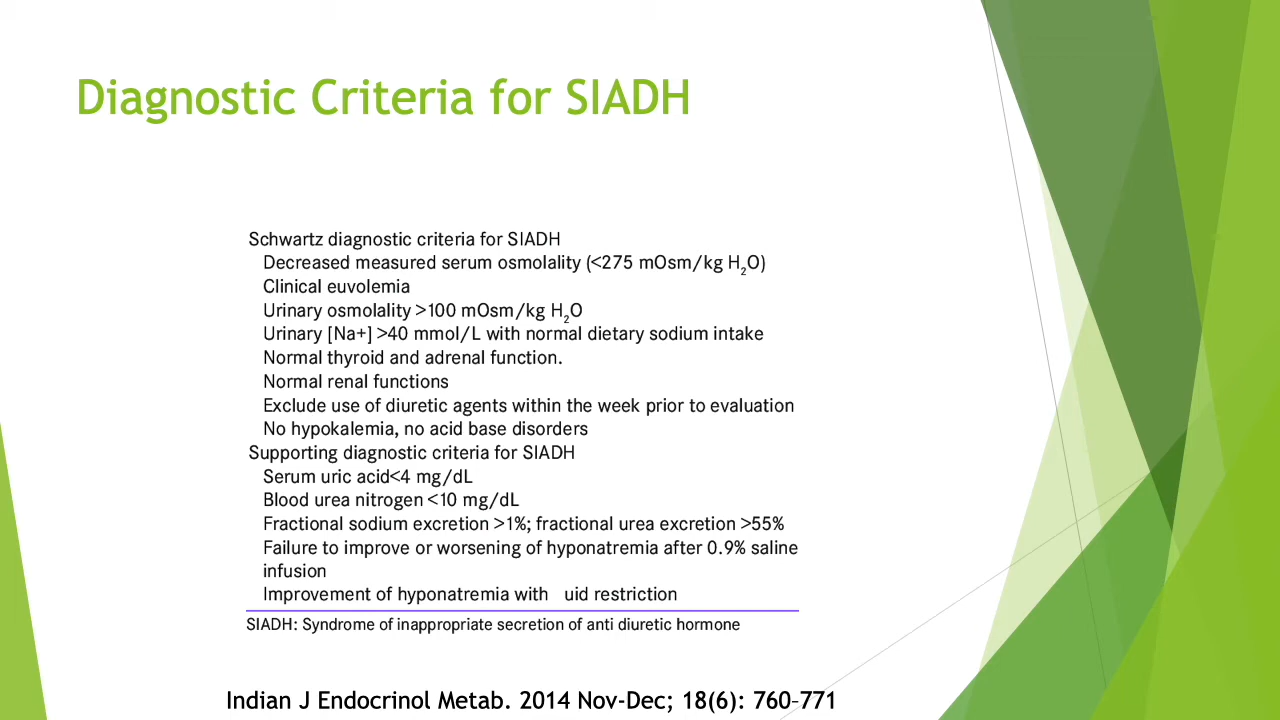 Diagnostic Criteria for SIADH
Schwartz diagnostic criteria for SIADH
Decreased measured serum osmolality (<275 mOsm/kg H₂O)
Clinical euvolemia
Urinary osmolality >100 mOsm/kg H₂O
Urinary [Na+] >40 mmol/L with normal dietary sodium intake
Normal thyroid and adrenal function.
Normal renal functions
Exclude use of diuretic agents within the week prior to evaluation
No hypokalemia, no acid base disorders
Supporting diagnostic criteria for SIADH
Serum uric acid<4 mg/dL
Blood urea nitrogen <10 mg/dL
Fractional sodium excretion >1%; fractional urea excretion >55%
Failure to improve or worsening of hyponatremia after 0.9% saline
infusion
Improvement of hyponatremia with uid restriction
SIADH: Syndrome of inappropriate secretion of anti diuretic hormone
Indian J Endocrinol Metab. 2014 Nov-Dec; 18(6): 760–771